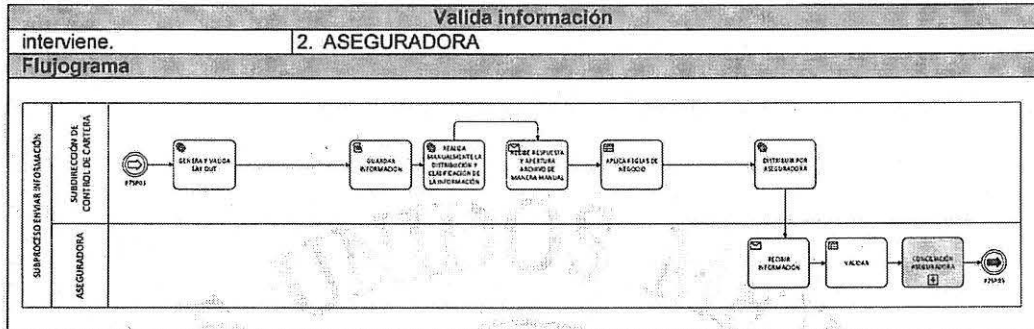 Valida información
interviene. 2. ASEGURADORA
Flujograma
SUBPROCESO ENVIAR INFORMACIÓN
SUBDIRECCIÓN DE
CONTROL DE CARTERA
GENERA Y VALIDA
LAY OUT
GUARDAR
INFORMACIÓN
REALIZA
MANUALMENTE LA
DISTRIBUCIÓN Y
CLASIFICACIÓN DE
LA INFORMACIÓN
RECIBE RESPUESTA
Y APERTURA
ARCHIVO DE
MANERA MANUAL
APLICA REGLAS DE
NEGOCIO
DISTRIBUIR POR
ASEGURADORA
ASEGURADORA
RECIBIR
INFORMACIÓN
VALIDAR
CONCILIACIÓN
ASEGURADORA